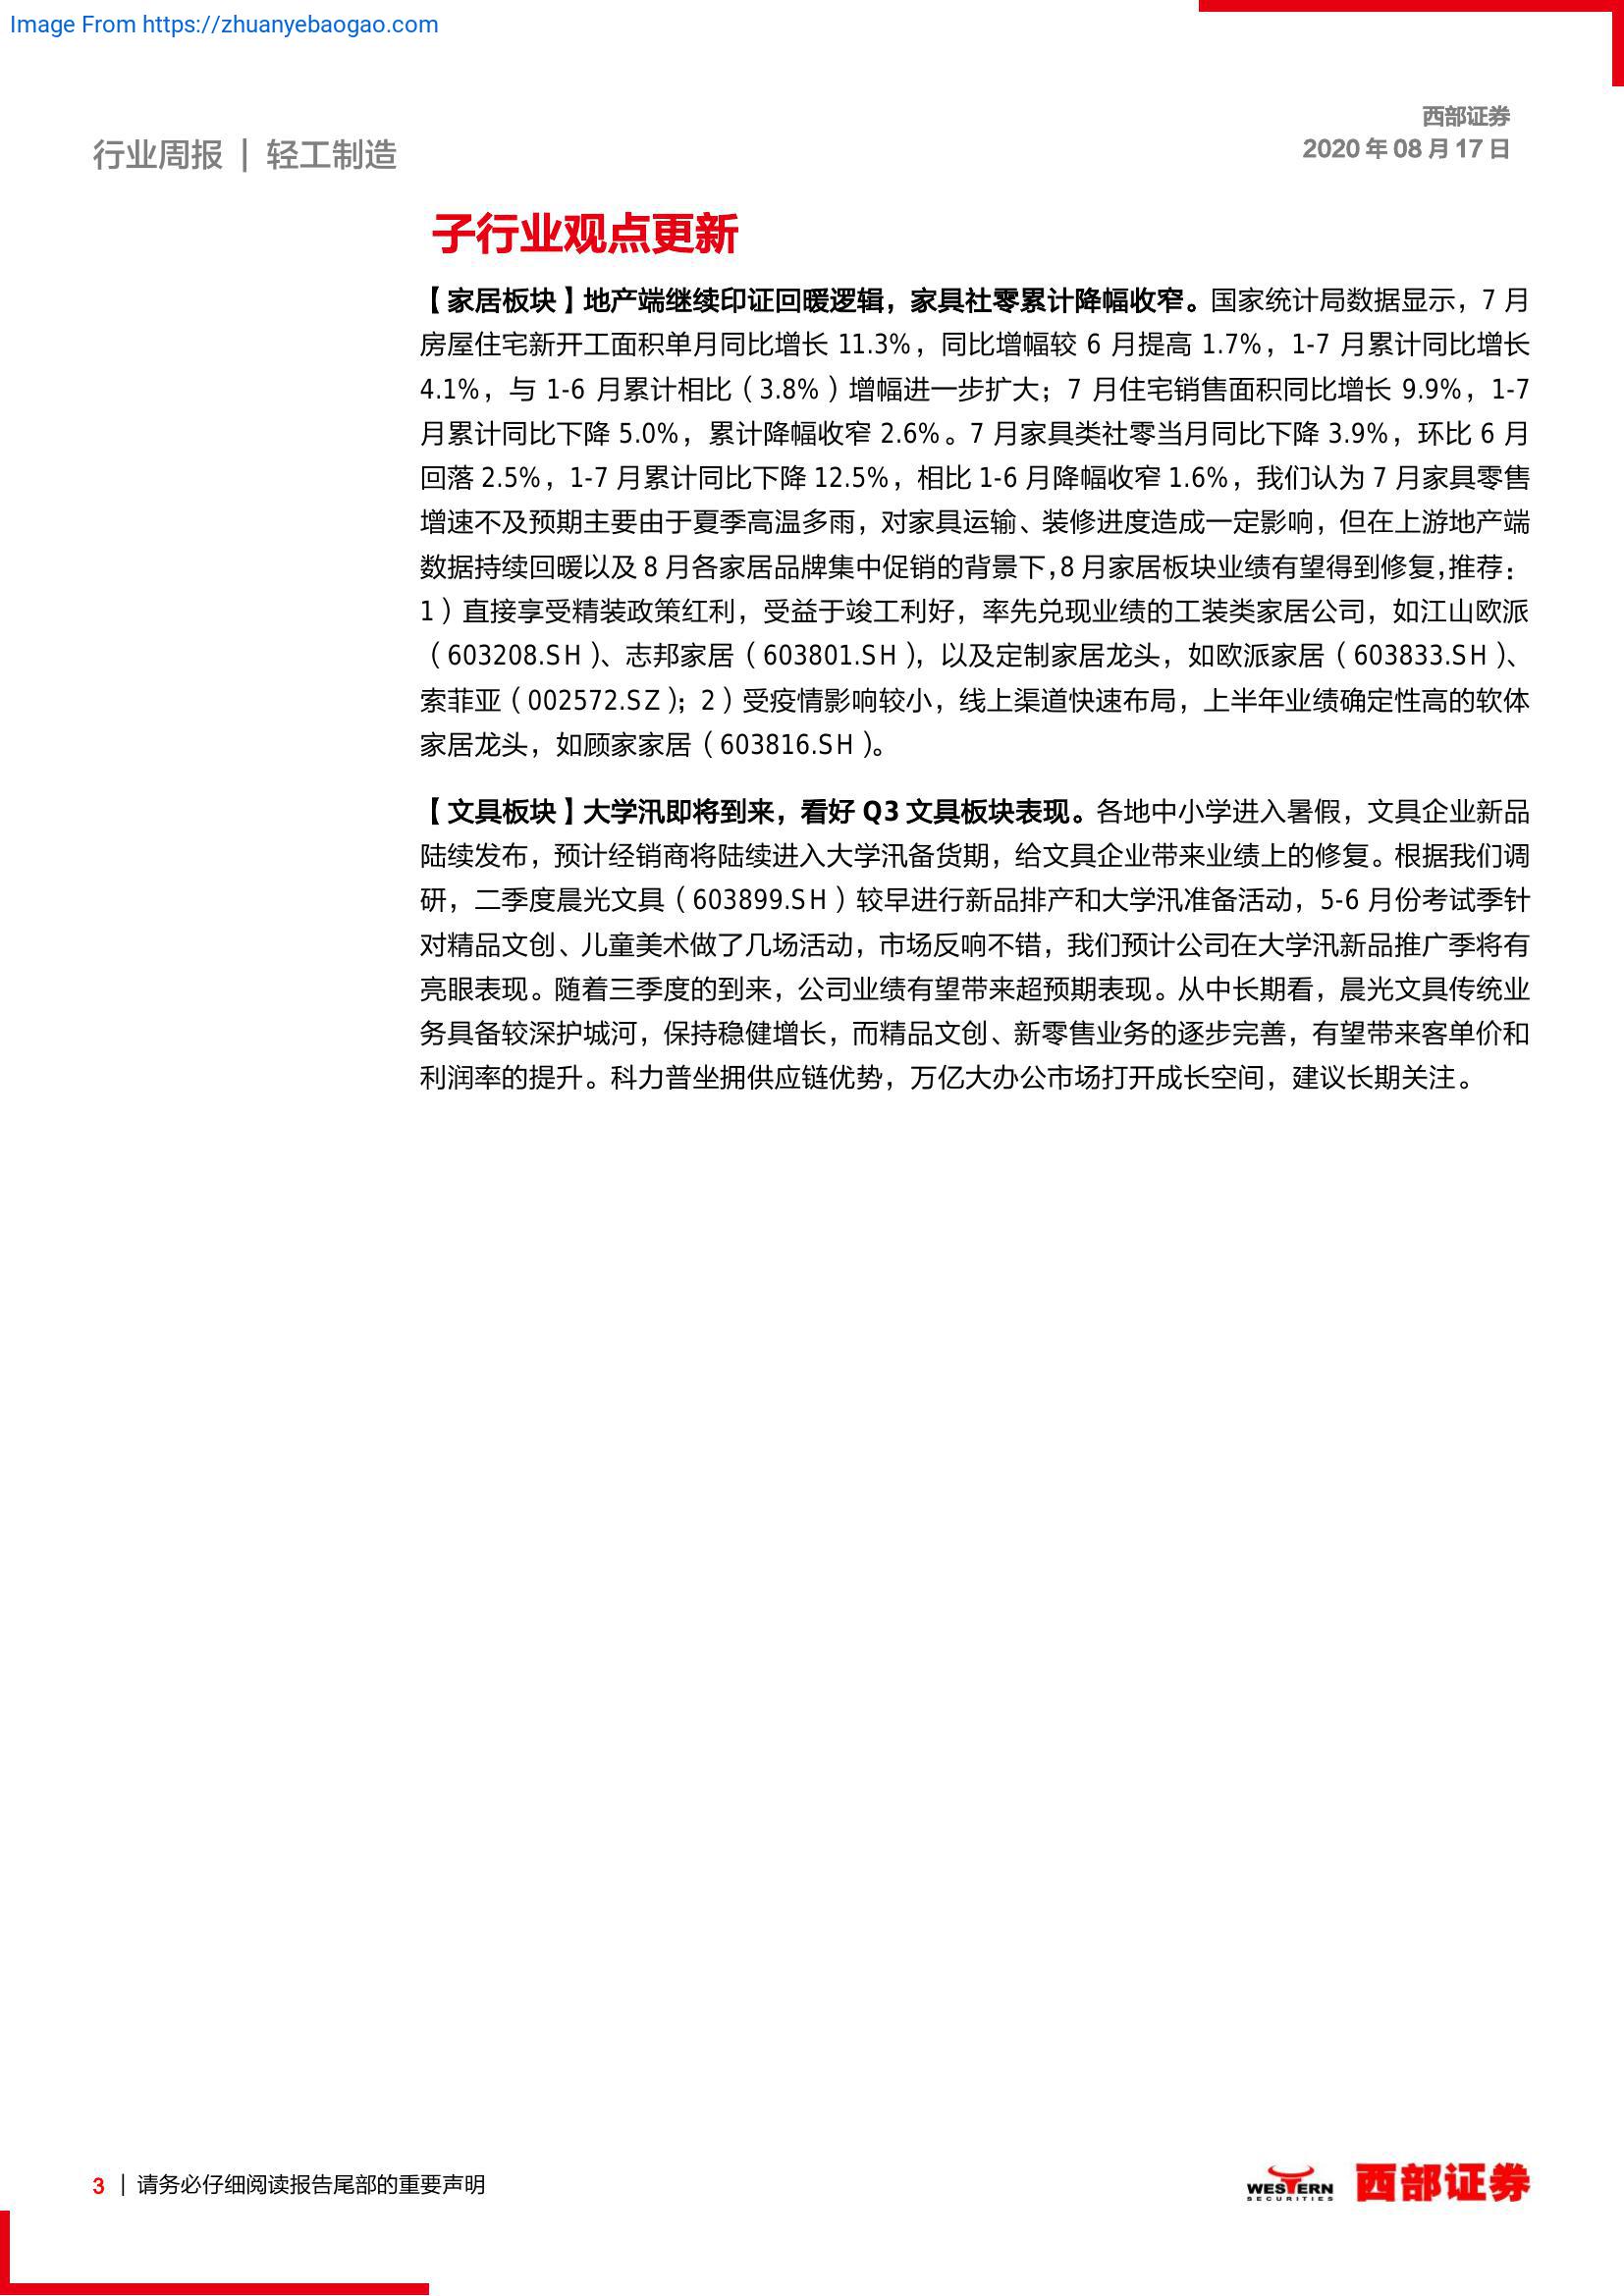 Image From https://zhuanyebaogao.com
西部证券
2020 年 08 月 17 日
行业周报 | 轻工制造
子行业观点更新
【家居板块】地产端继续印证回暖逻辑，家具社零累计降幅收窄。国家统计局数据显示，7 月
房屋住宅新开工面积单月同比增长 11.3%，同比增幅较 6 月提高 1.7%，1-7 月累计同比增长
4.1%，与 1-6 月累计相比（3.8%）增幅进一步扩大；7 月住宅销售面积同比增长 9.9%，1-7
月累计同比下降 5.0%，累计降幅收窄 2.6%。7 月家具类社零当月同比下降 3.9%，环比 6 月
回落 2.5%，1-7 月累计同比下降 12.5%，相比 1-6 月降幅收窄 1.6%，我们认为 7 月家具零售
增速不及预期主要由于夏季高温多雨，对家具运输、装修进度造成一定影响，但在上游地产端
数据持续回暖以及 8 月各家居品牌集中促销的背景下，8 月家居板块业绩有望得到修复，推荐：
1）直接享受精装政策红利，受益于竣工利好，率先兑现业绩的工装类家居公司，如江山欧派
（603208.SH）、志邦家居（603801.SH），以及定制家居龙头，如欧派家居（603833.SH）、
索菲亚（002572.SZ）；2）受疫情影响较小，线上渠道快速布局，上半年业绩确定性高的软体
家居龙头，如顾家家居（603816.SH）。
【文具板块】大学汛即将到来，看好 Q3 文具板块表现。各地中小学进入暑假，文具企业新品
陆续发布，预计经销商将陆续进入大学汛备货期，给文具企业带来业绩上的修复。根据我们调
研，二季度晨光文具（603899.SH）较早进行新品排产和大学汛准备活动，5-6 月份考试季针
对精品文创、儿童美术做了几场活动，市场反响不错，我们预计公司在大学汛新品推广季将有
亮眼表现。随着三季度的到来，公司业绩有望带来超预期表现。从中长期看，晨光文具传统业
务具备较深护城河，保持稳健增长，而精品文创、新零售业务的逐步完善，有望带来客单价和
利润率的提升。科力普坐拥供应链优势，万亿大办公市场打开成长空间，建议长期关注。
3 | 请务必仔细阅读报告尾部的重要声明
WESTERN
SECURITIES
西部证券